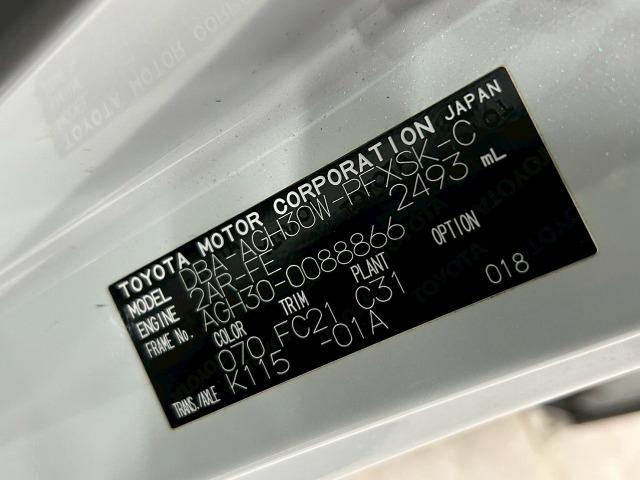 TOYOTA MOTOR CORPORATION JAPAN
MODEL DBA-AGH30W-PFXSK-C
ENGINE 2AR-FE 2493 mL
FRAME No. AGH30-0088866
COLOR TRIM PLANT OPTION
070 FC21 C31 018
TRANS./AXLE K115 -01A